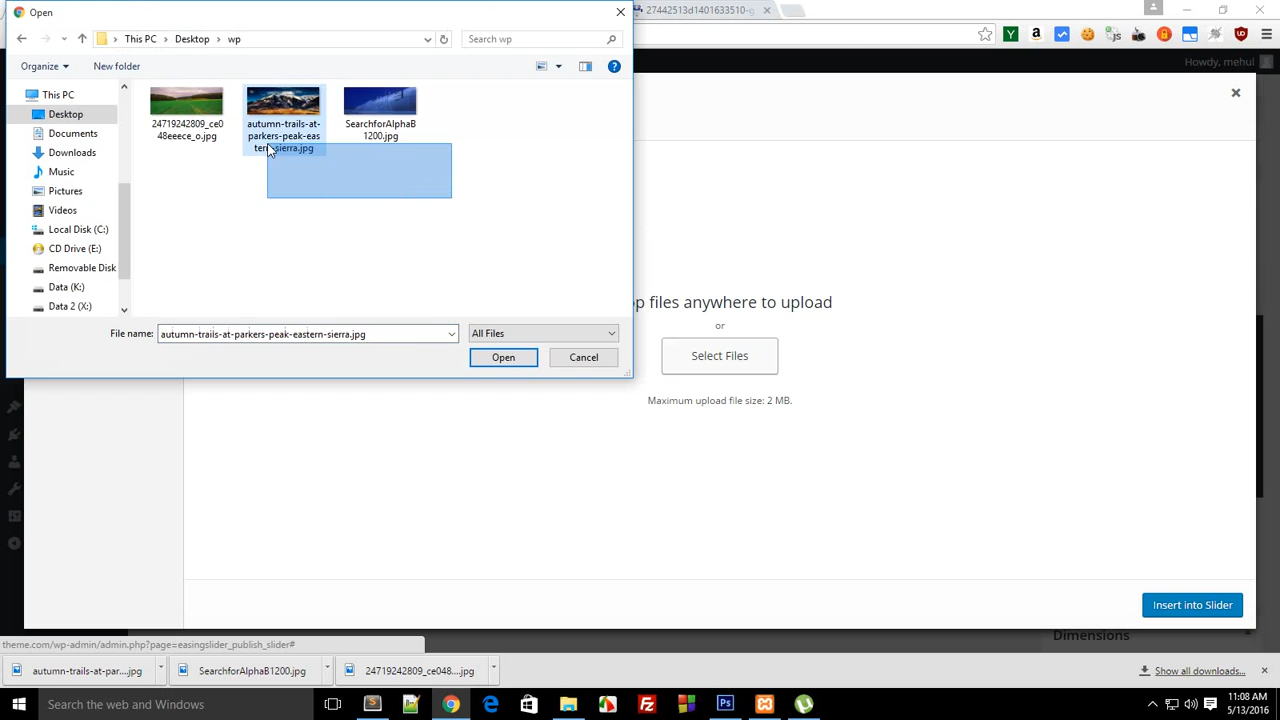 Open
27442513d1401633510-g
This PC
Desktop
wp
Search wp
Organize
New folder
Howdy, mehul
This PC
Desktop
Documents
Downloads
Music
Pictures
Videos
Local Disk (C:)
CD Drive (E:)
Removable Disk
Data (K:)
Data 2 (X:)
24719242809_ce0
48eeece_o.jpg
autumn-trails-at-
parkers-peak-eas
tern-sierra.jpg
SearchforAlphaB
1200.jpg
File name:
autumn-trails-at-parkers-peak-eastern-sierra.jpg
All Files
Open
Cancel
op files anywhere to upload
or
Select Files
Maximum upload file size: 2 MB.
Insert into Slider
Dimensions
theme.com/wp-admin/admin.php?page=easingslider_publish_slider#
autumn-trails-at-par....jpg
SearchforAlphaB1200.jpg
24719242809_ce048....jpg
Show all downloads...
Search the web and Windows
11:08 AM
5/13/2016